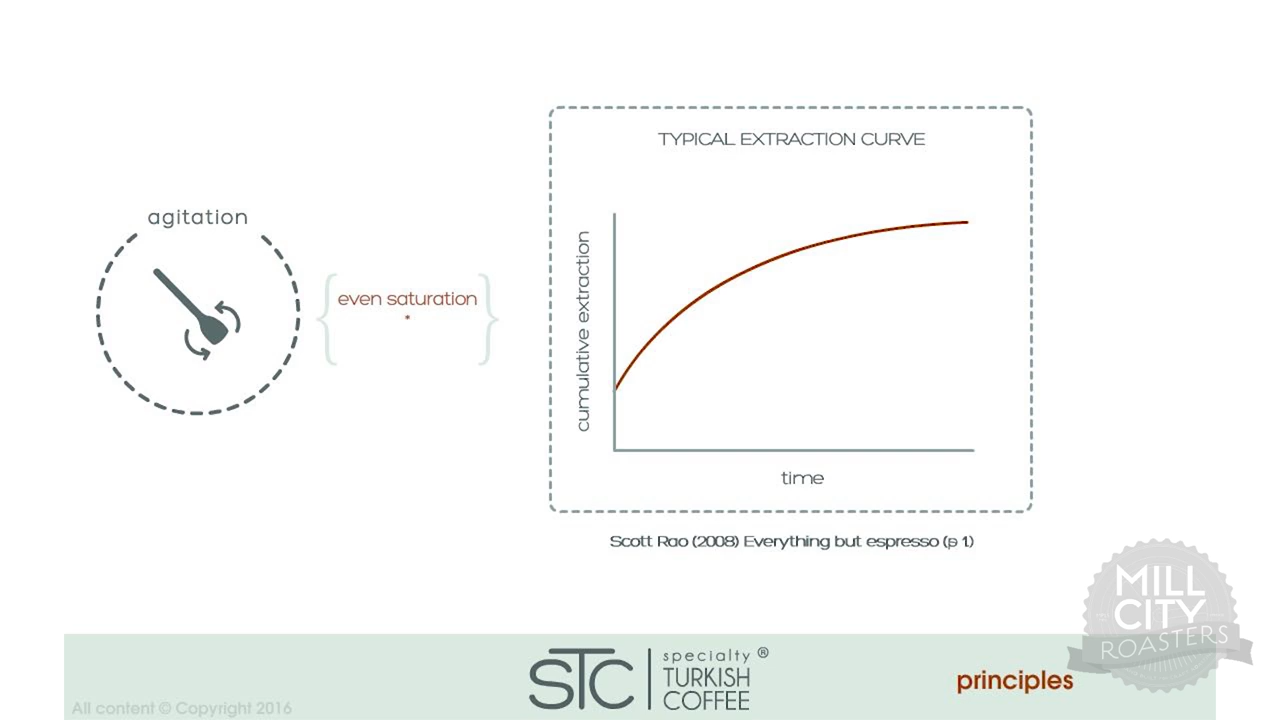 TYPICAL EXTRACTION CURVE
agitation
even saturation
*
cumulative extraction
time
Scott Rao (2008) Everything but espresso (p 1.)
MILL
CITY
ROASTERS
STC
specialty ®
TURKISH
COFFEE
principles
All content © Copyright 2016